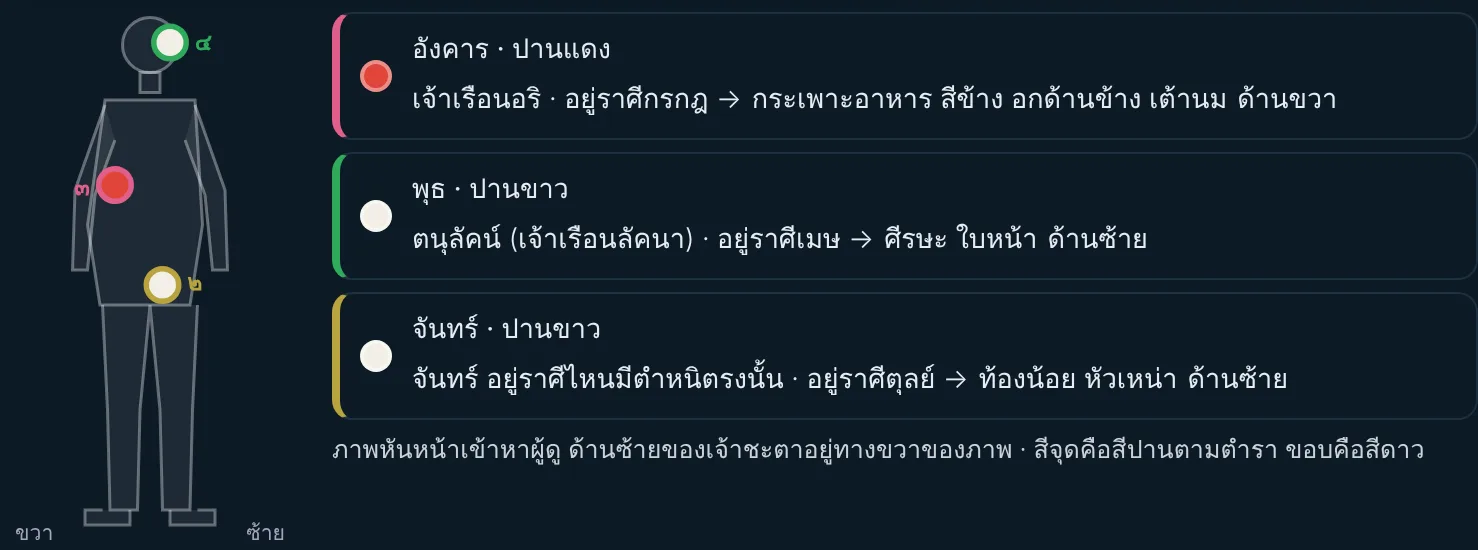 ๔
๓
๒
ขวา
ซ้าย
อังคาร · ปานแดง
เจ้าเรือนอริ · อยู่ราศีกรกฎ → กระเพาะอาหาร สีข้าง อกด้านข้าง เต้านม ด้านขวา
พุธ · ปานขาว
ตนุลัคน์ (เจ้าเรือนลัคนา) · อยู่ราศีเมษ → ศีรษะ ใบหน้า ด้านซ้าย
จันทร์ · ปานขาว
จันทร์ อยู่ราศีไหนมีตำหนิตรงนั้น · อยู่ราศีตุลย์ → ท้องน้อย หัวเหน่า ด้านซ้าย
ภาพหันหน้าเข้าหาผู้ดู ด้านซ้ายของเจ้าชะตาอยู่ทางขวาของภาพ · สีจุดคือสีปานตามตำรา ขอบคือสีดาว